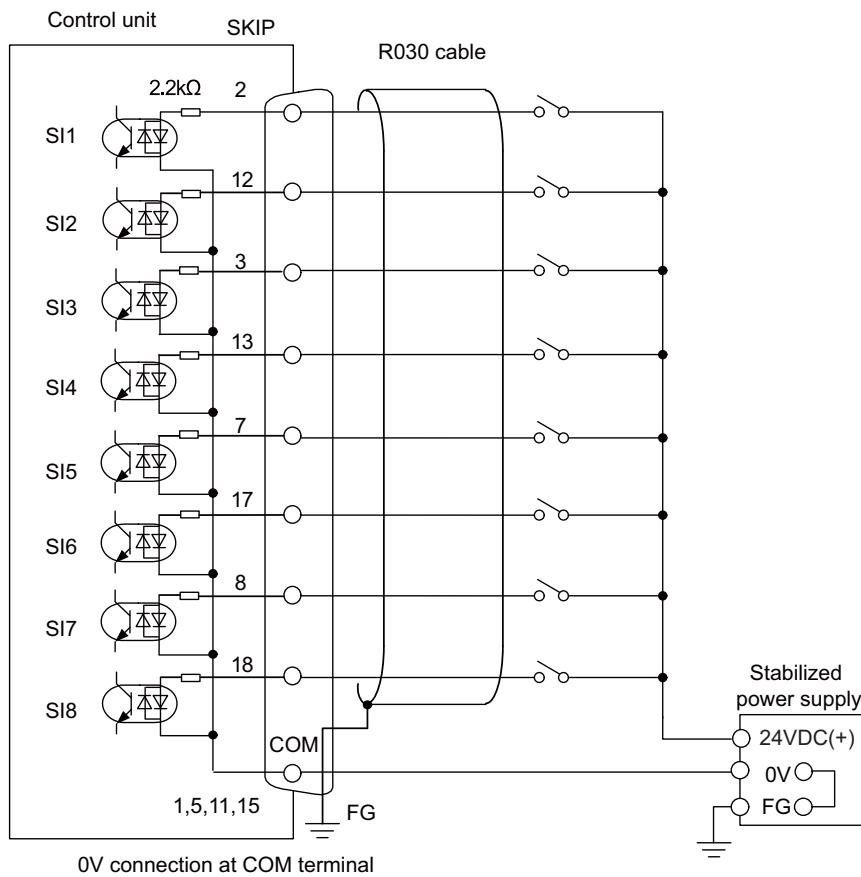 Control unit
SKIP
R030 cable
2.2kΩ
2
SI1
12
SI2
3
SI3
13
SI4
7
SI5
17
SI6
8
SI7
18
SI8
Stabilized
power supply
24VDC(+)
COM
0V
1,5,11,15
FG
FG
0V connection at COM terminal